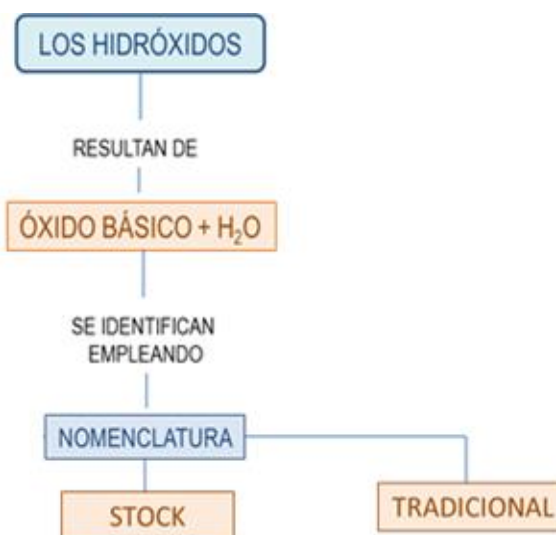 LOS HIDRÓXIDOS
RESULTAN DE
ÓXIDO BÁSICO + H₂O
SE IDENTIFICAN
EMPLEANDO
NOMENCLATURA
STOCK
TRADICIONAL